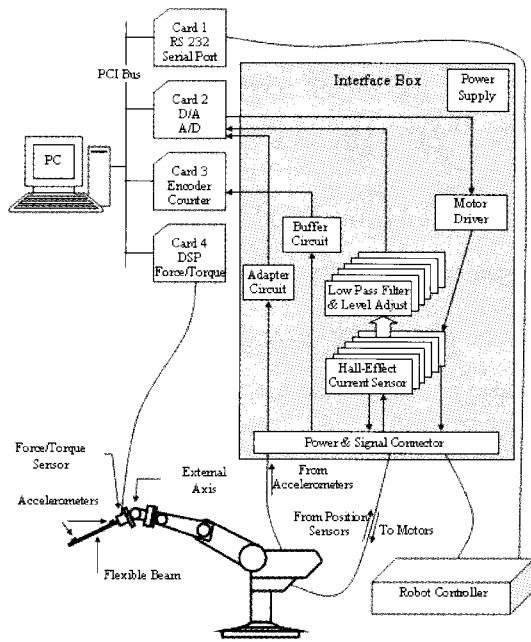 Card 1
RS 232
Serial Port
PCI Bus
Card 2
D/A
A/D
PC
Card 3
Encoder
Counter
Card 4
DSP
Force/Torque
Interface Box
Power
Supply
Motor
Driver
Buffer
Circuit
Adapter
Circuit
Low Pass Filter
& Level Adjust
Hall-Effect
Current Sensor
Power & Signal Connector
Force/Torque
Sensor
External
Axis
From
Accelerometers
Accelerometers
From Position
Sensors
To Motors
Flexible Beam
Robot Controller